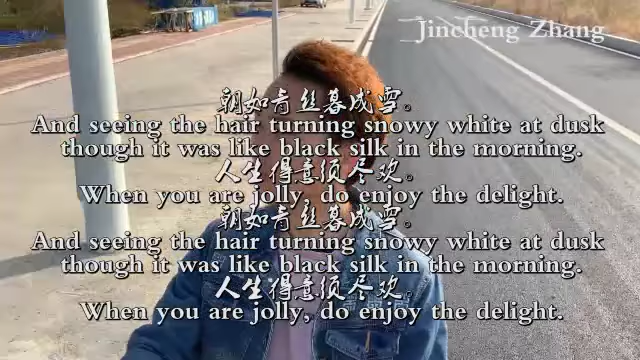 Jincheng Zhang
朝如青丝暮成雪。
And seeing the hair turning snowy white at dusk
though it was like black silk in the morning.
人生得意须尽欢。
When you are jolly, do enjoy the delight.
朝如青丝暮成雪。
And seeing the hair turning snowy white at dusk
though it was like black silk in the morning.
人生得意须尽欢。
When you are jolly, do enjoy the delight.